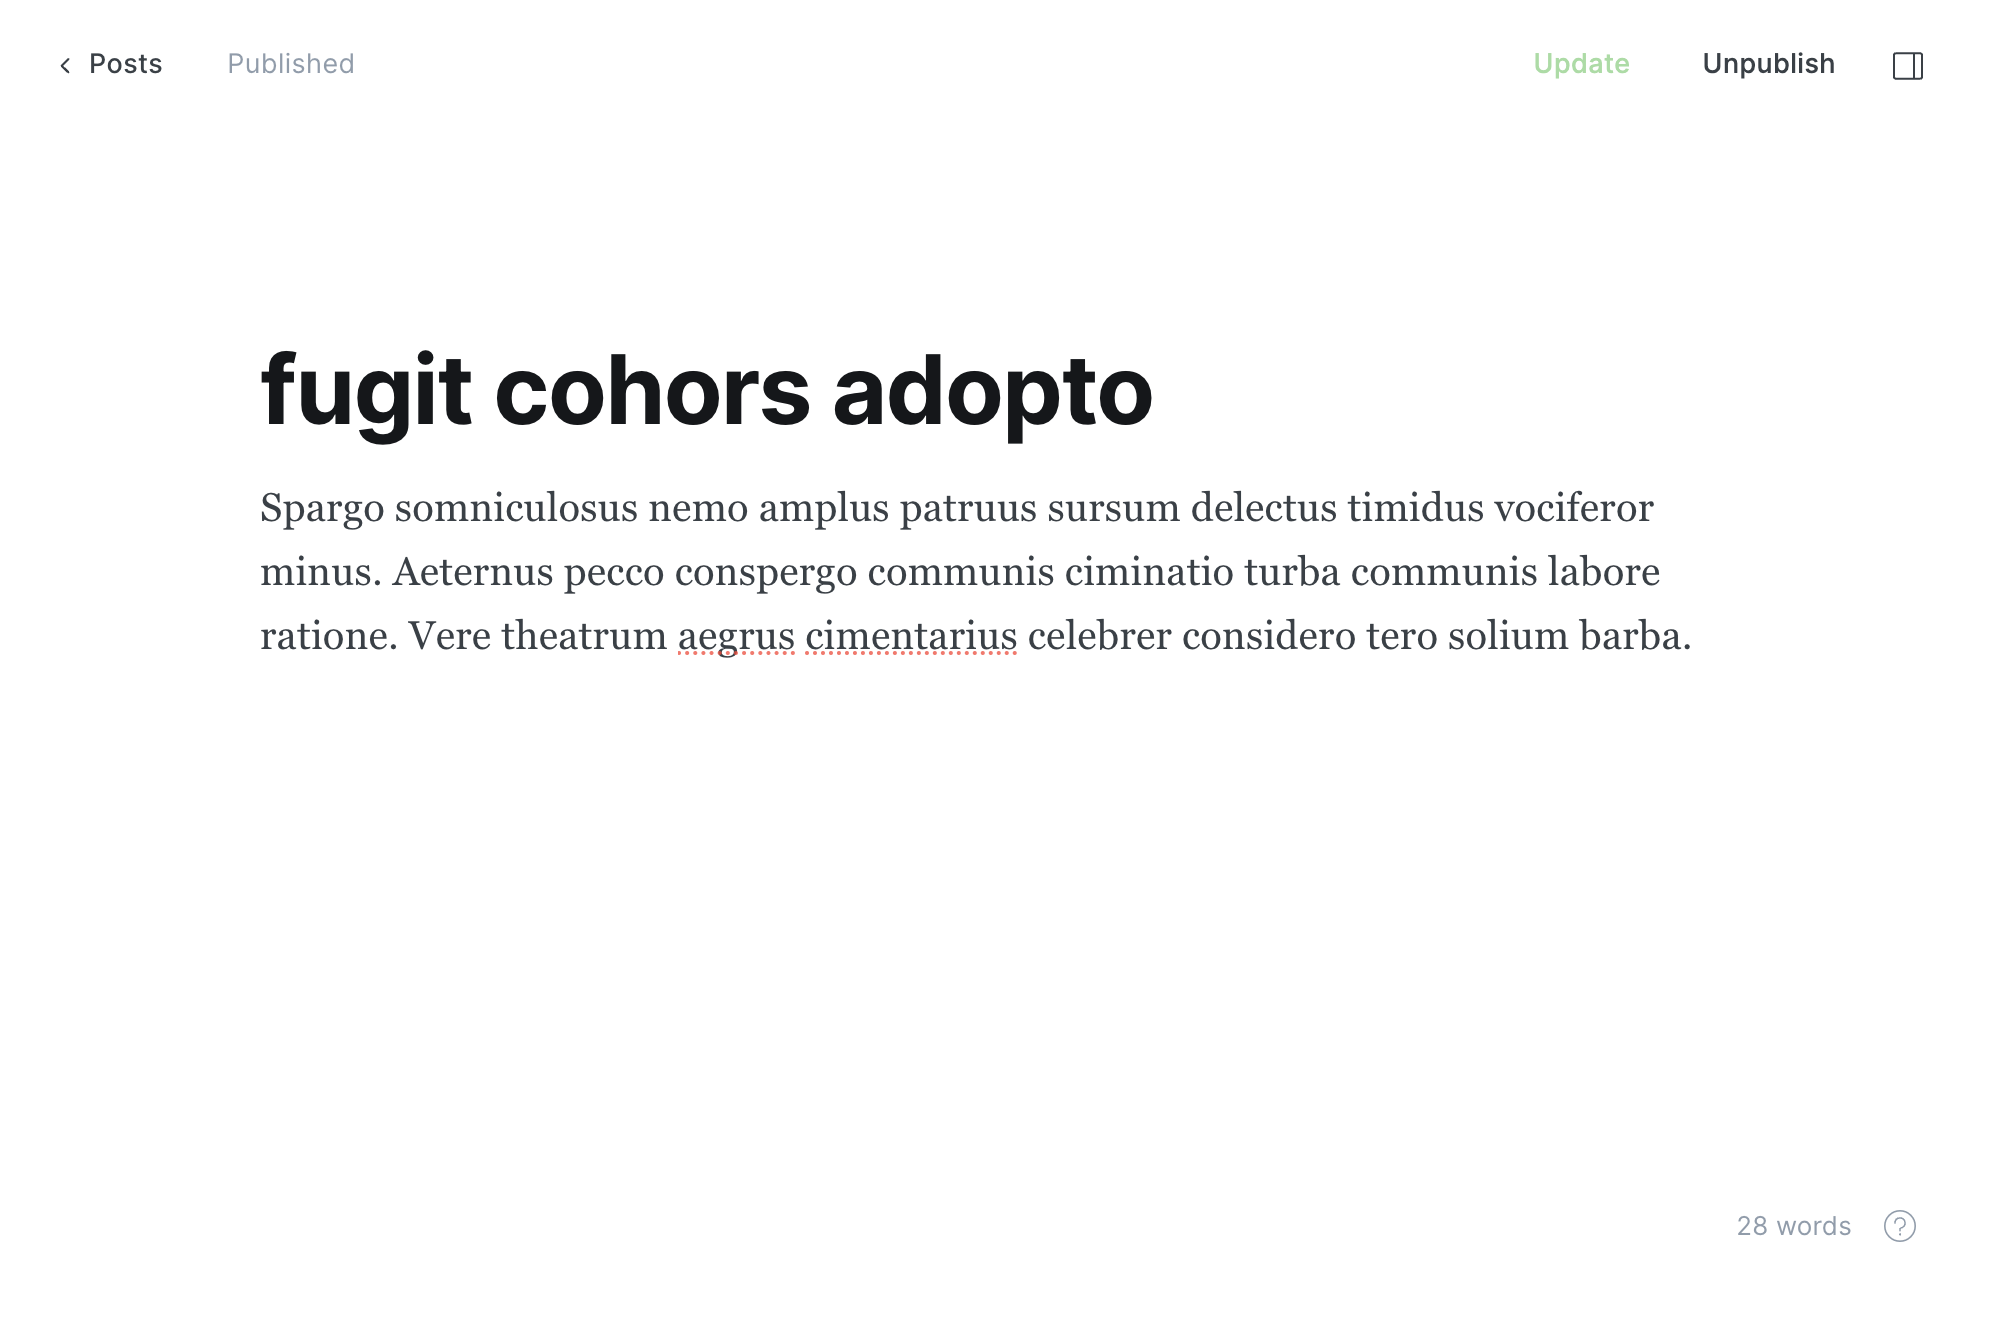 Posts Published Update Unpublish
fugit cohors adopto
Spargo somniculosus nemo amplus patruus sursum delectus timidus vociferor
minus. Aeternus pecco conspergo communis ciminatio turba communis labore
ratione. Vere theatrum aegrus cimentarius celebrer considero tero solium barba.
28 words ?